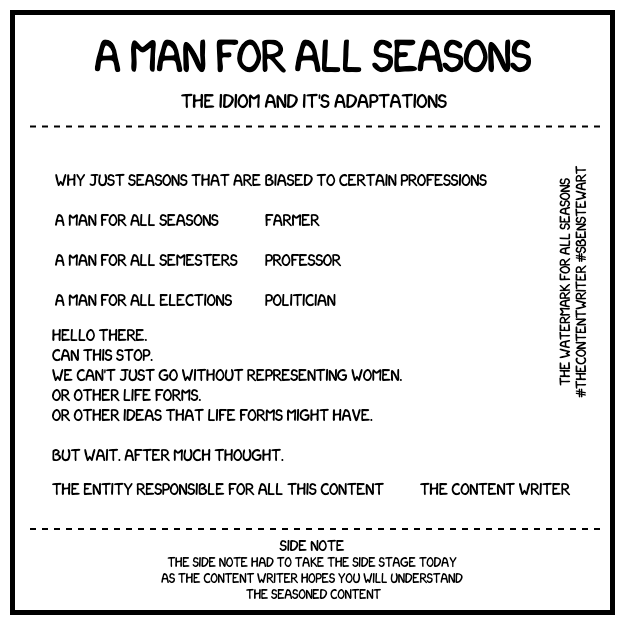 A MAN FOR ALL SEASONS
THE IDIOM AND IT'S ADAPTATIONS
WHY JUST SEASONS THAT ARE BIASED TO CERTAIN PROFESSIONS
A MAN FOR ALL SEASONS FARMER
A MAN FOR ALL SEMESTERS PROFESSOR
A MAN FOR ALL ELECTIONS POLITICIAN
HELLO THERE.
CAN THIS STOP.
WE CAN'T JUST GO WITHOUT REPRESENTING WOMEN.
OR OTHER LIFE FORMS.
OR OTHER IDEAS THAT LIFE FORMS MIGHT HAVE.
BUT WAIT. AFTER MUCH THOUGHT.
THE ENTITY RESPONSIBLE FOR ALL THIS CONTENT THE CONTENT WRITER
THE WATERMARK FOR ALL SEASONS
#THECONTENTWRITER #SBENSTEWART
SIDE NOTE
THE SIDE NOTE HAD TO TAKE THE SIDE STAGE TODAY
AS THE CONTENT WRITER HOPES YOU WILL UNDERSTAND
THE SEASONED CONTENT